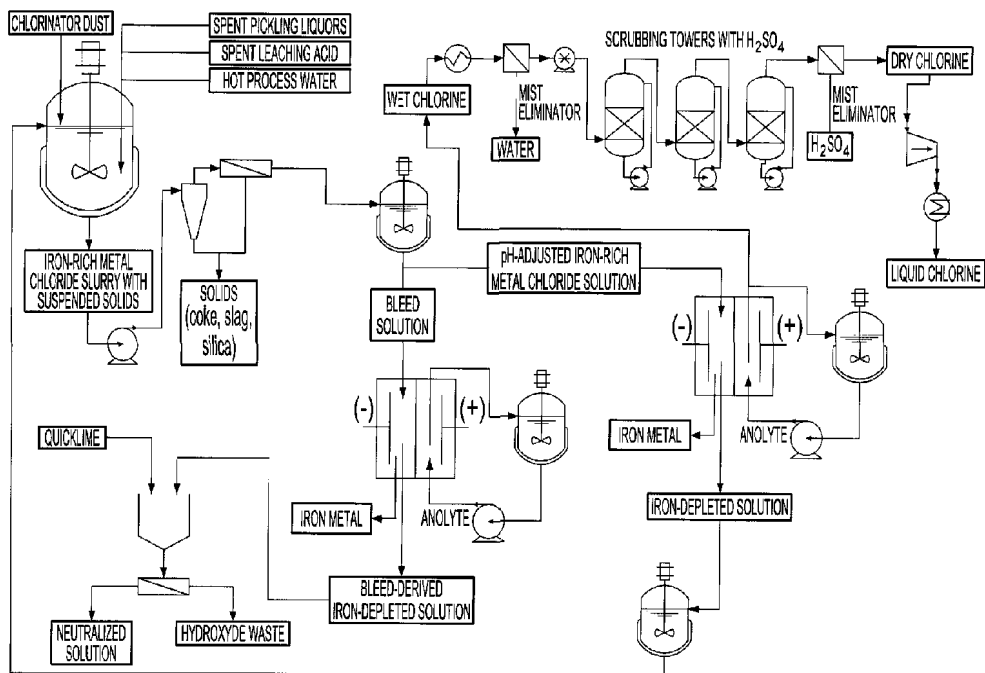 CHLORINATOR DUST
SPENT PICKLING LIQUORS
SPENT LEACHING ACID
HOT PROCESS WATER
SCRUBBING TOWERS WITH H₂SO₄
WET CHLORINE
MIST
ELIMINATOR
WATER
DRY CHLORINE
MIST
ELIMINATOR
H₂SO₄
LIQUID CHLORINE
IRON-RICH METAL
CHLORIDE SLURRY WITH
SUSPENDED SOLIDS
SOLIDS
(coke, slag,
silica)
BLEED
SOLUTION
pH-ADJUSTED IRON-RICH
METAL CHLORIDE SOLUTION
(-)
(+)
IRON METAL
ANOLYTE
(-)
(+)
IRON METAL
ANOLYTE
IRON-DEPLETED SOLUTION
QUICKLIME
BLEED-DERIVED
IRON-DEPLETED SOLUTION
NEUTRALIZED
SOLUTION
HYDROXYDE WASTE